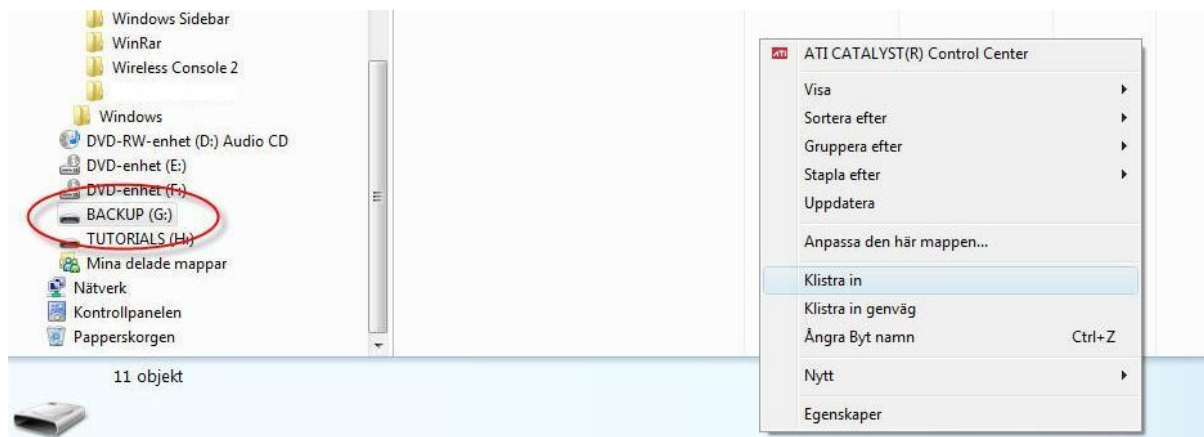 Windows Sidebar
WinRar
Wireless Console 2
Windows
DVD-RW-enhet (D:) Audio CD
DVD-enhet (E:)
DVD-enhet (F:)
BACKUP (G:)
TUTORIALS (H:)
Mina delade mappar
Nätverk
Kontrollpanelen
Papperskorgen
11 objekt
ATI CATALYST(R) Control Center
Visa
Sortera efter
Gruppera efter
Stapla efter
Uppdatera
Anpassa den här mappen...
Klistra in
Klistra in genväg
Ångra Byt namn Ctrl+Z
Nytt
Egenskaper